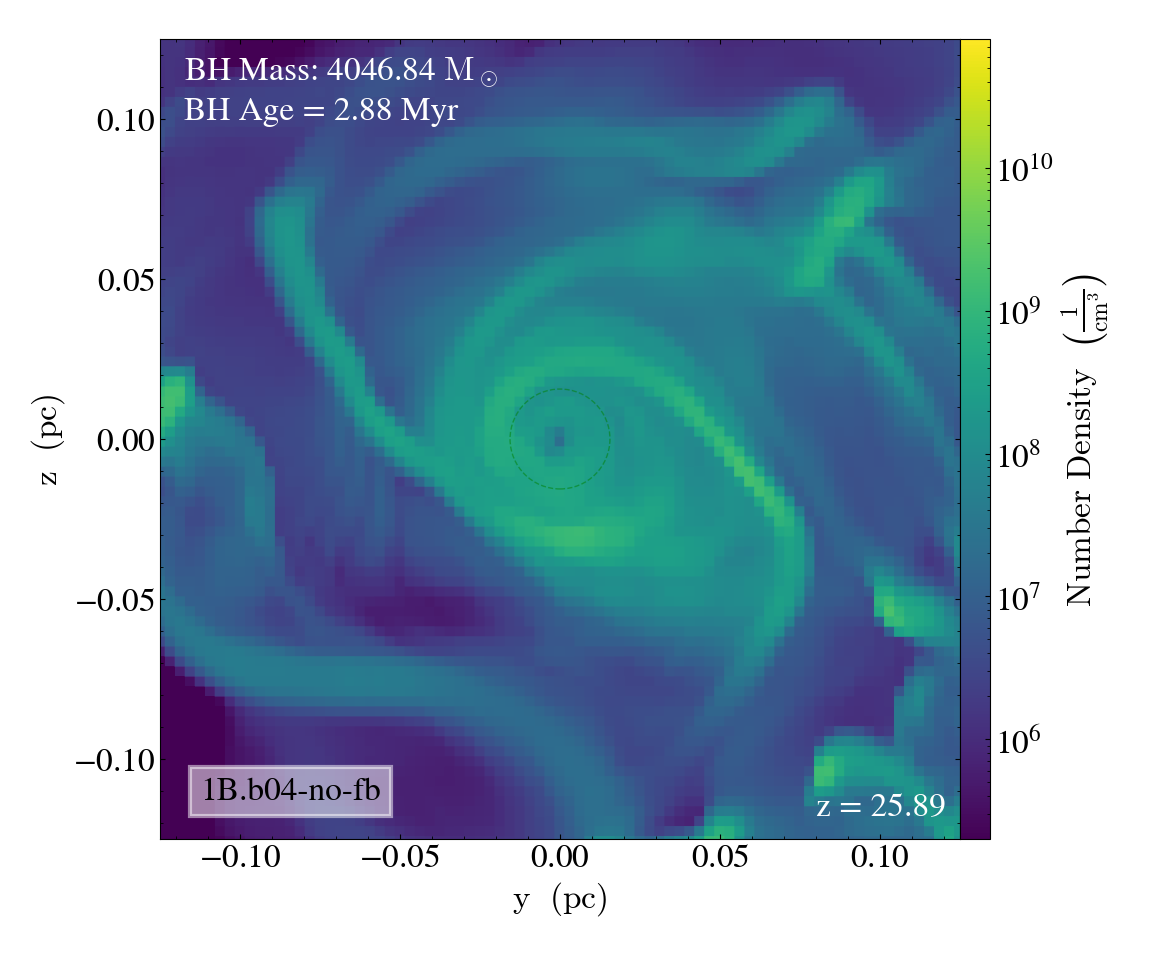 BH Mass: 4046.84 M⊙
BH Age = 2.88 Myr
0.10
0.05
0.00
−0.05
−0.10
z (pc)
1B.b04-no-fb
z = 25.89
−0.10 −0.05 0.00 0.05 0.10
y (pc)
10^10
10^9
10^8
10^7
10^6
Number Density (1/cm^3)